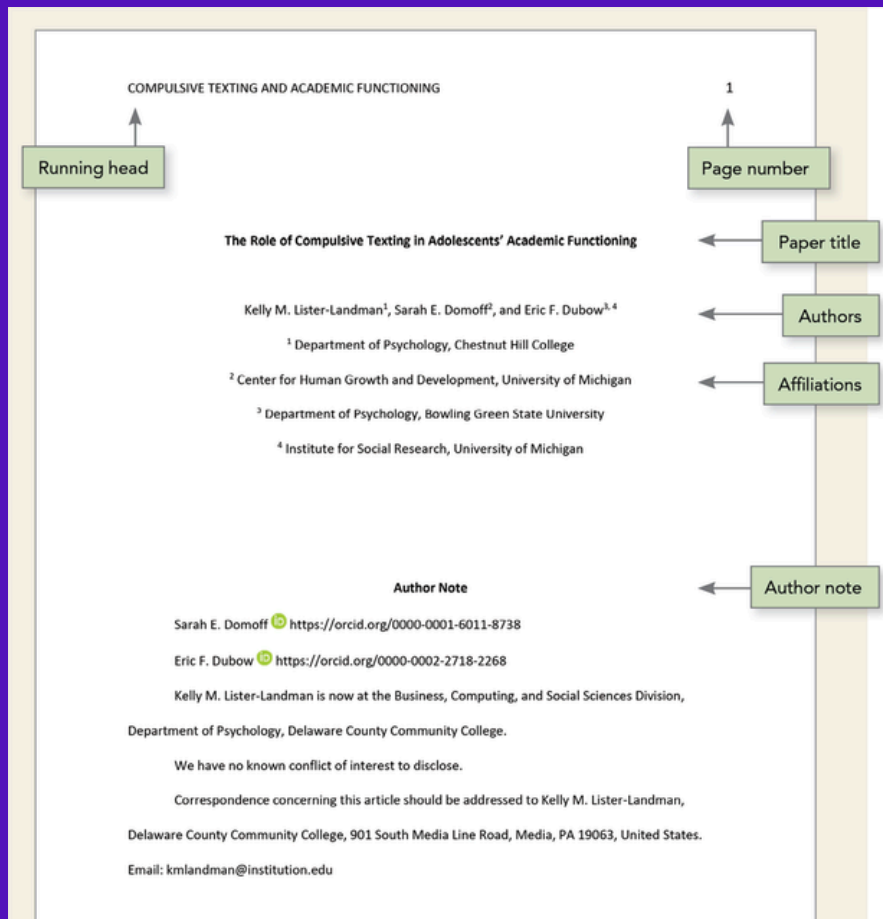 COMPULSIVE TEXTING AND ACADEMIC FUNCTIONING 1
Running head Page number
The Role of Compulsive Texting in Adolescents’ Academic Functioning Paper title
Kelly M. Lister-Landman¹, Sarah E. Domoff², and Eric F. Dubow³,⁴ Authors
¹ Department of Psychology, Chestnut Hill College
² Center for Human Growth and Development, University of Michigan Affiliations
³ Department of Psychology, Bowling Green State University
⁴ Institute for Social Research, University of Michigan
Author Note Author note
Sarah E. Domoff iD https://orcid.org/0000-0001-6011-8738
Eric F. Dubow iD https://orcid.org/0000-0002-2718-2268
Kelly M. Lister-Landman is now at the Business, Computing, and Social Sciences Division,
Department of Psychology, Delaware County Community College.
We have no known conflict of interest to disclose.
Correspondence concerning this article should be addressed to Kelly M. Lister-Landman,
Delaware County Community College, 901 South Media Line Road, Media, PA 19063, United States.
Email: kmlandman@institution.edu